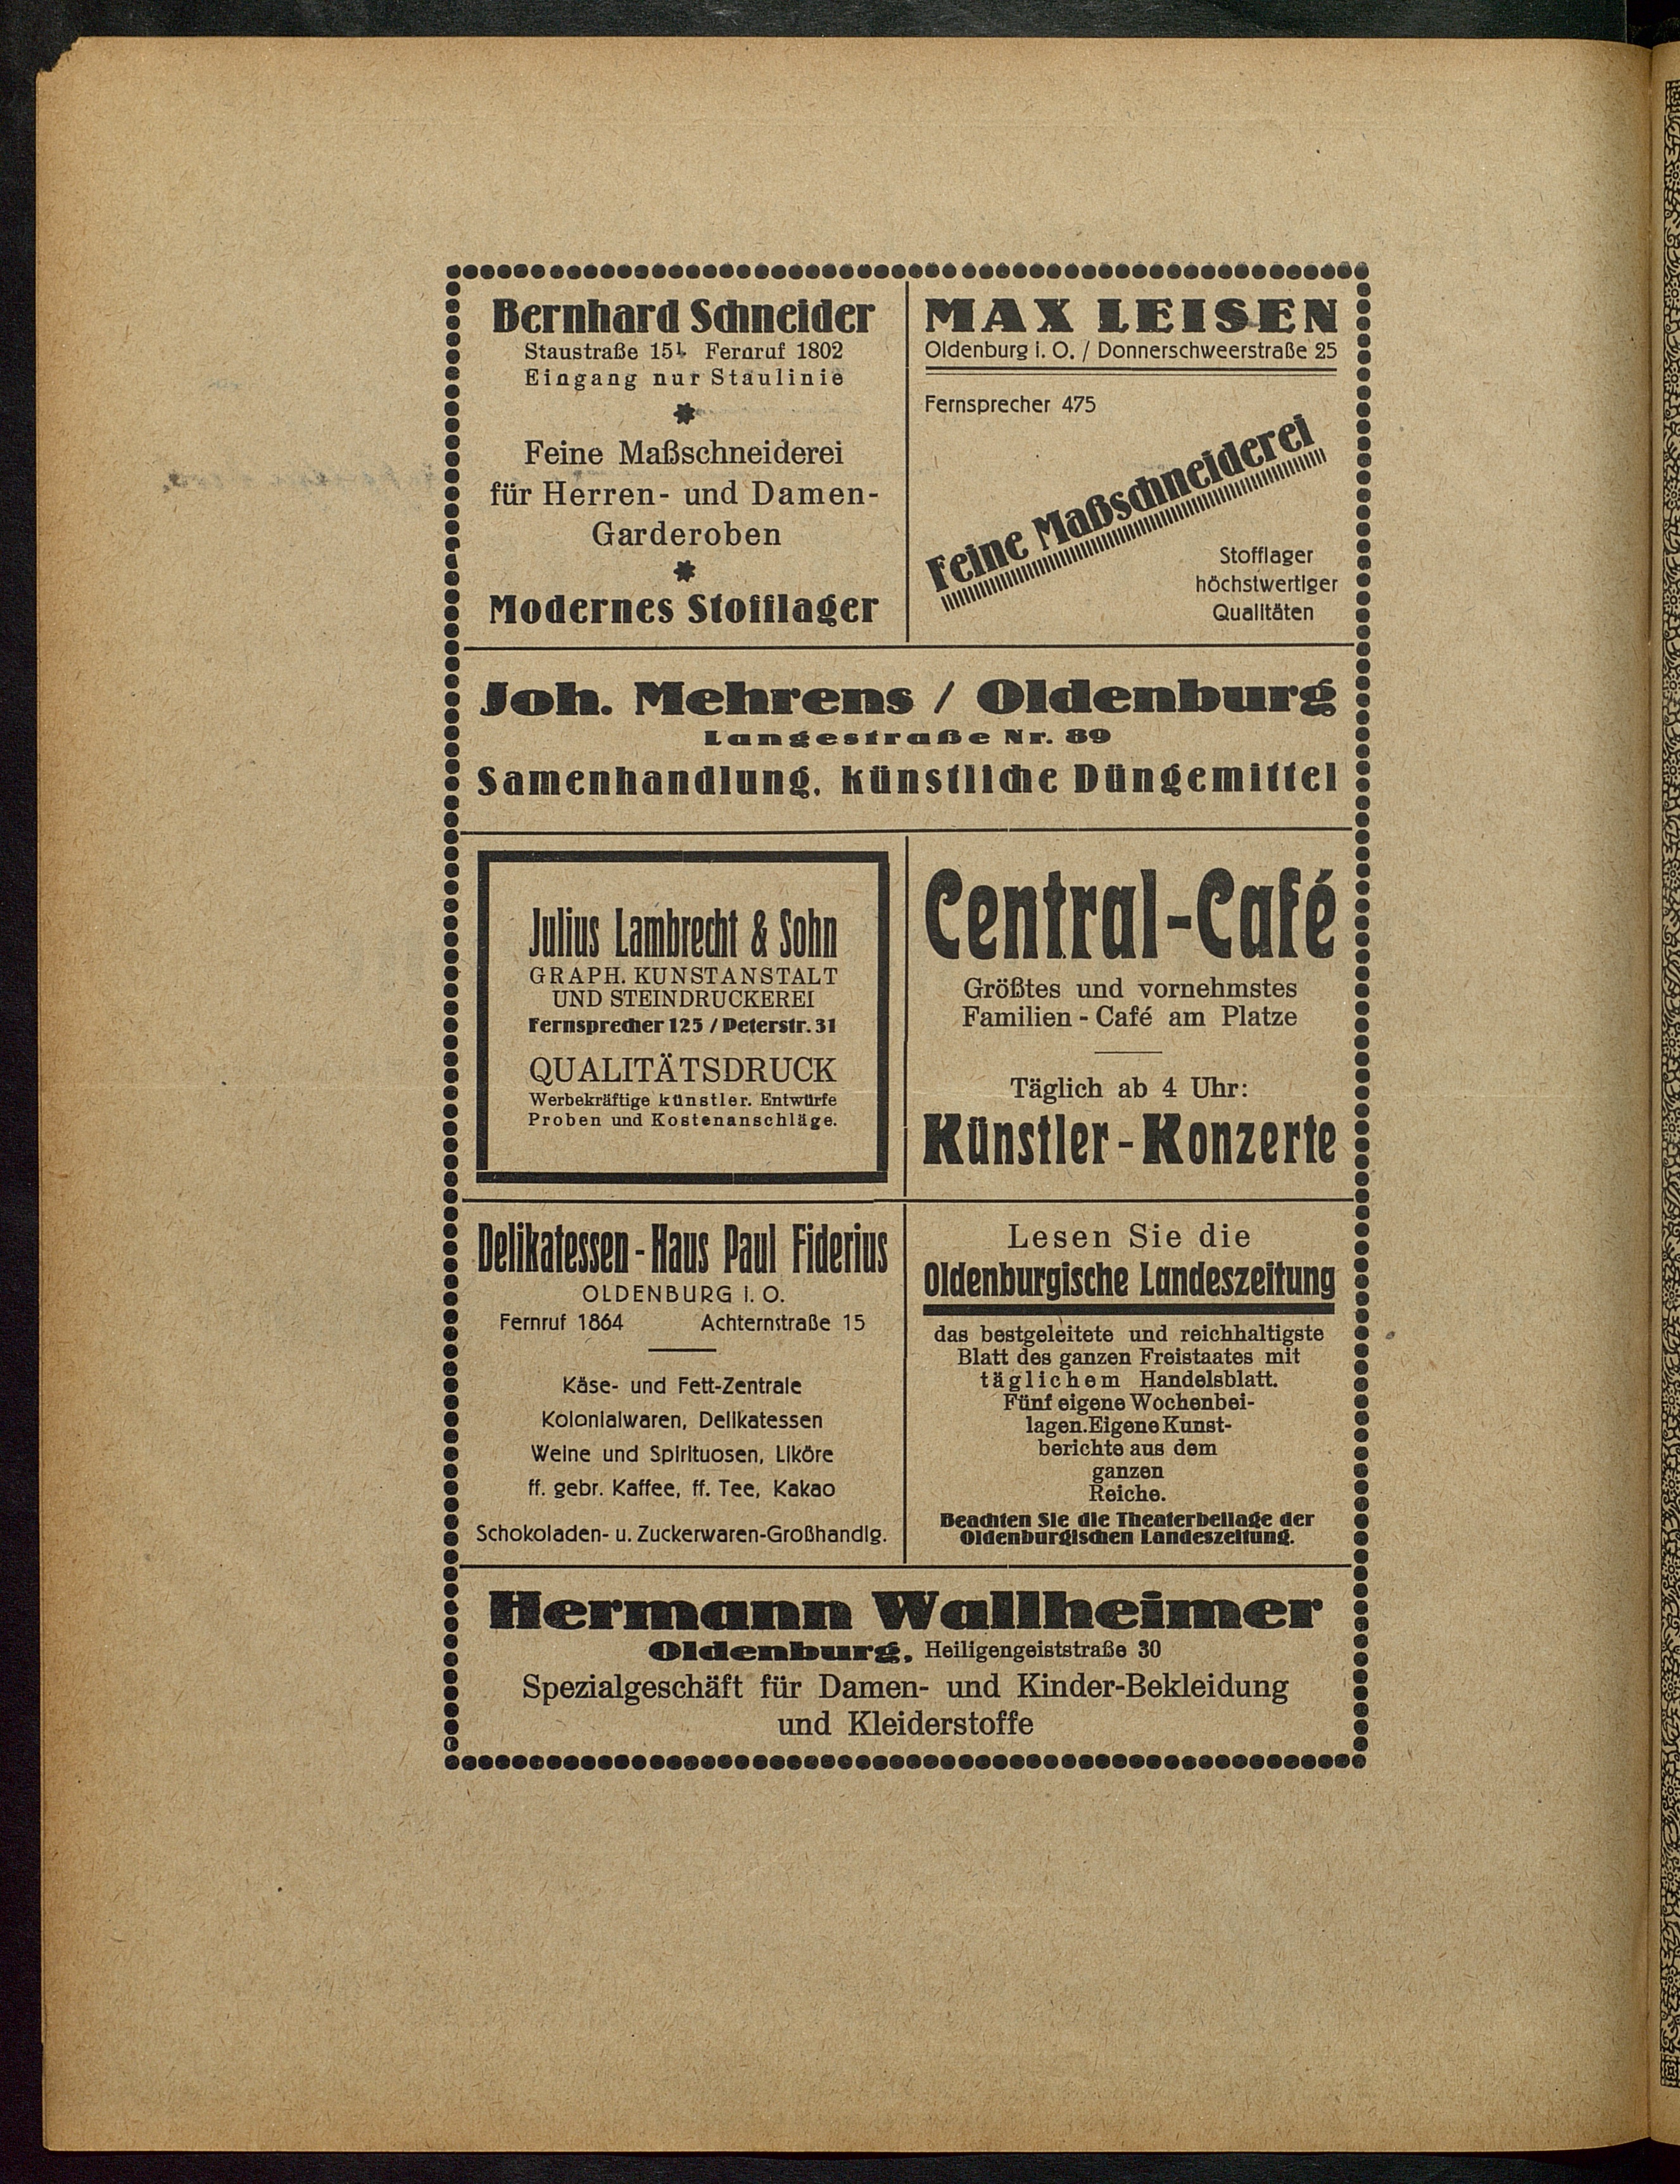 Bernhard Schneider
Staustraße 15 I. Fernruf 1802
Eingang nur Staulinie
Feine Maßschneiderei
für Herren- und Damen-
Garderoben
Modernes Stofflager
MAX LEISEN
Oldenburg i. O. / Donnerschweerstraße 25
Fernsprecher 475
Feine Maßschneiderei
Stofflager
höchstwertiger
Qualitäten
Joh. Mehrens / Oldenburg
Langestraße Nr. 89
Samenhandlung, künstliche Düngemittel
Julius Lambrecht & Sohn
GRAPH. KUNSTANSTALT
UND STEINDRUCKEREI
Fernsprecher 125 / Peterstr. 31
QUALITÄTSDRUCK
Werbekräftige künstler. Entwürfe
Proben und Kostenanschläge.
Central-Café
Größtes und vornehmstes
Familien-Café am Platze
Täglich ab 4 Uhr:
Künstler-Konzerte
Delikatessen-Haus Paul Fiderius
OLDENBURG i. O.
Fernruf 1864 Achternstraße 15
Käse- und Fett-Zentrale
Kolonialwaren, Delikatessen
Weine und Spirituosen, Liköre
ff. gebr. Kaffee, ff. Tee, Kakao
Schokoladen- u. Zuckerwaren-Großhandlg.
Lesen Sie die
Oldenburgische Landeszeitung
das bestgeleitete und reichhaltigste
Blatt des ganzen Freistaates mit
täglichem Handelsblatt.
Fünf eigene Wochenbei-
lagen. Eigene Kunst-
berichte aus dem
ganzen
Reiche.
Beachten Sie die Theaterbeilage der
Oldenburgischen Landeszeitung.
Hermann Wallheimer
Oldenburg, Heiligengeiststraße 30
Spezialgeschäft für Damen- und Kinder-Bekleidung
und Kleiderstoffe